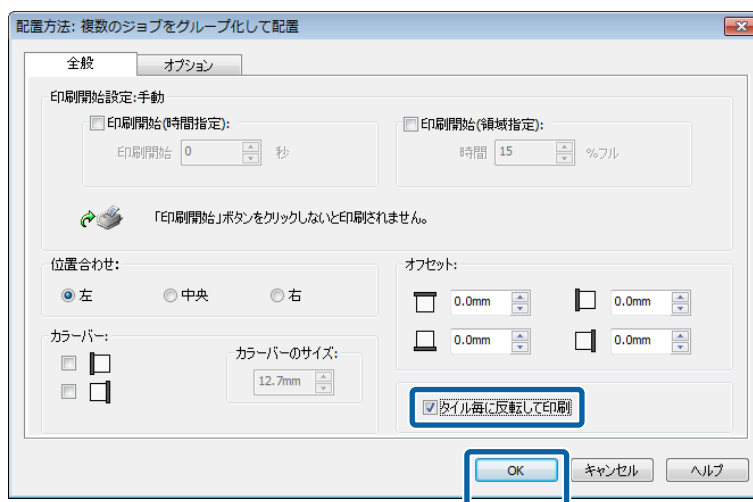 配置方法: 複数のジョブをグループ化して配置
全般 オプション
印刷開始設定:手動
印刷開始(時間指定): 印刷開始(領域指定):
印刷開始 0 秒 時間 15 %フル
「印刷開始」ボタンをクリックしないと印刷されません。
位置合わせ: オフセット:
左 中央 右 0.0mm 0.0mm
カラーバー: カラーバーのサイズ: 0.0mm 0.0mm
12.7mm
タイル毎に反転して印刷
OK キャンセル ヘルプ